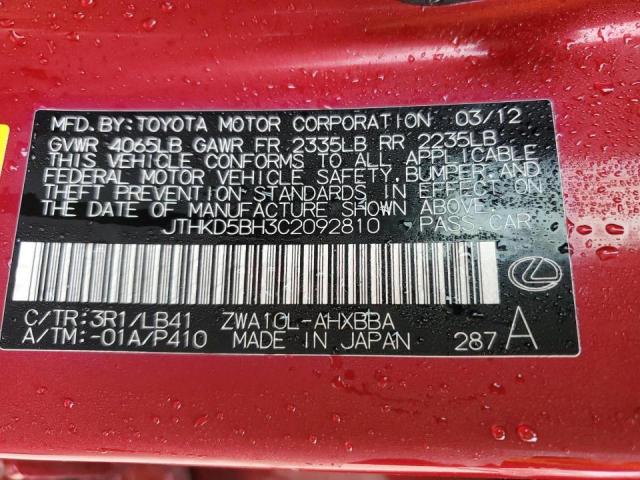 MFD.BY:TOYOTA MOTOR CORPORATION 03/12
GVWR 4065LB GAWR FR 2335LB RR 2235LB
THIS VEHICLE CONFORMS TO ALL APPLICABLE
FEDERAL MOTOR VEHICLE SAFETY,BUMPER,AND
THEFT PREVENTION STANDARDS IN EFFECT ON
THE DATE OF MANUFACTURE SHOWN ABOVE.
JTHKD5BH3C2092810 PASS.CAR
C/TR:3R1/LB41 ZWA10L-AHXBBA
A/TM:-01A/P410 MADE IN JAPAN 287 A